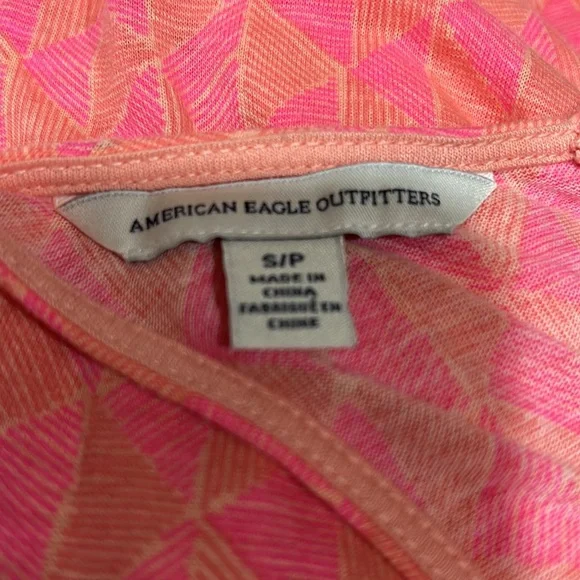 AMERICAN EAGLE OUTFITTERS
S/P
MADE IN
CHINA
FABRIQUÉ EN
CHINE